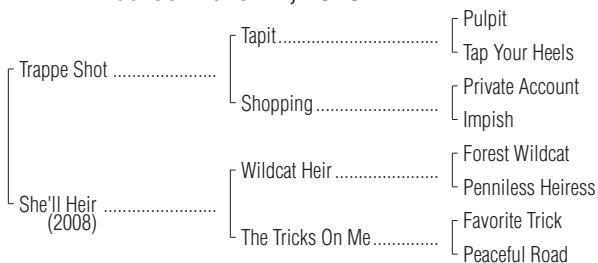 Pulpit
Tapit
Tap Your Heels
Trappe Shot
Private Account
Shopping
Impish
Forest Wildcat
Wildcat Heir
Penniless Heiress
She'll Heir
(2008)
Favorite Trick
The Tricks On Me
Peaceful Road